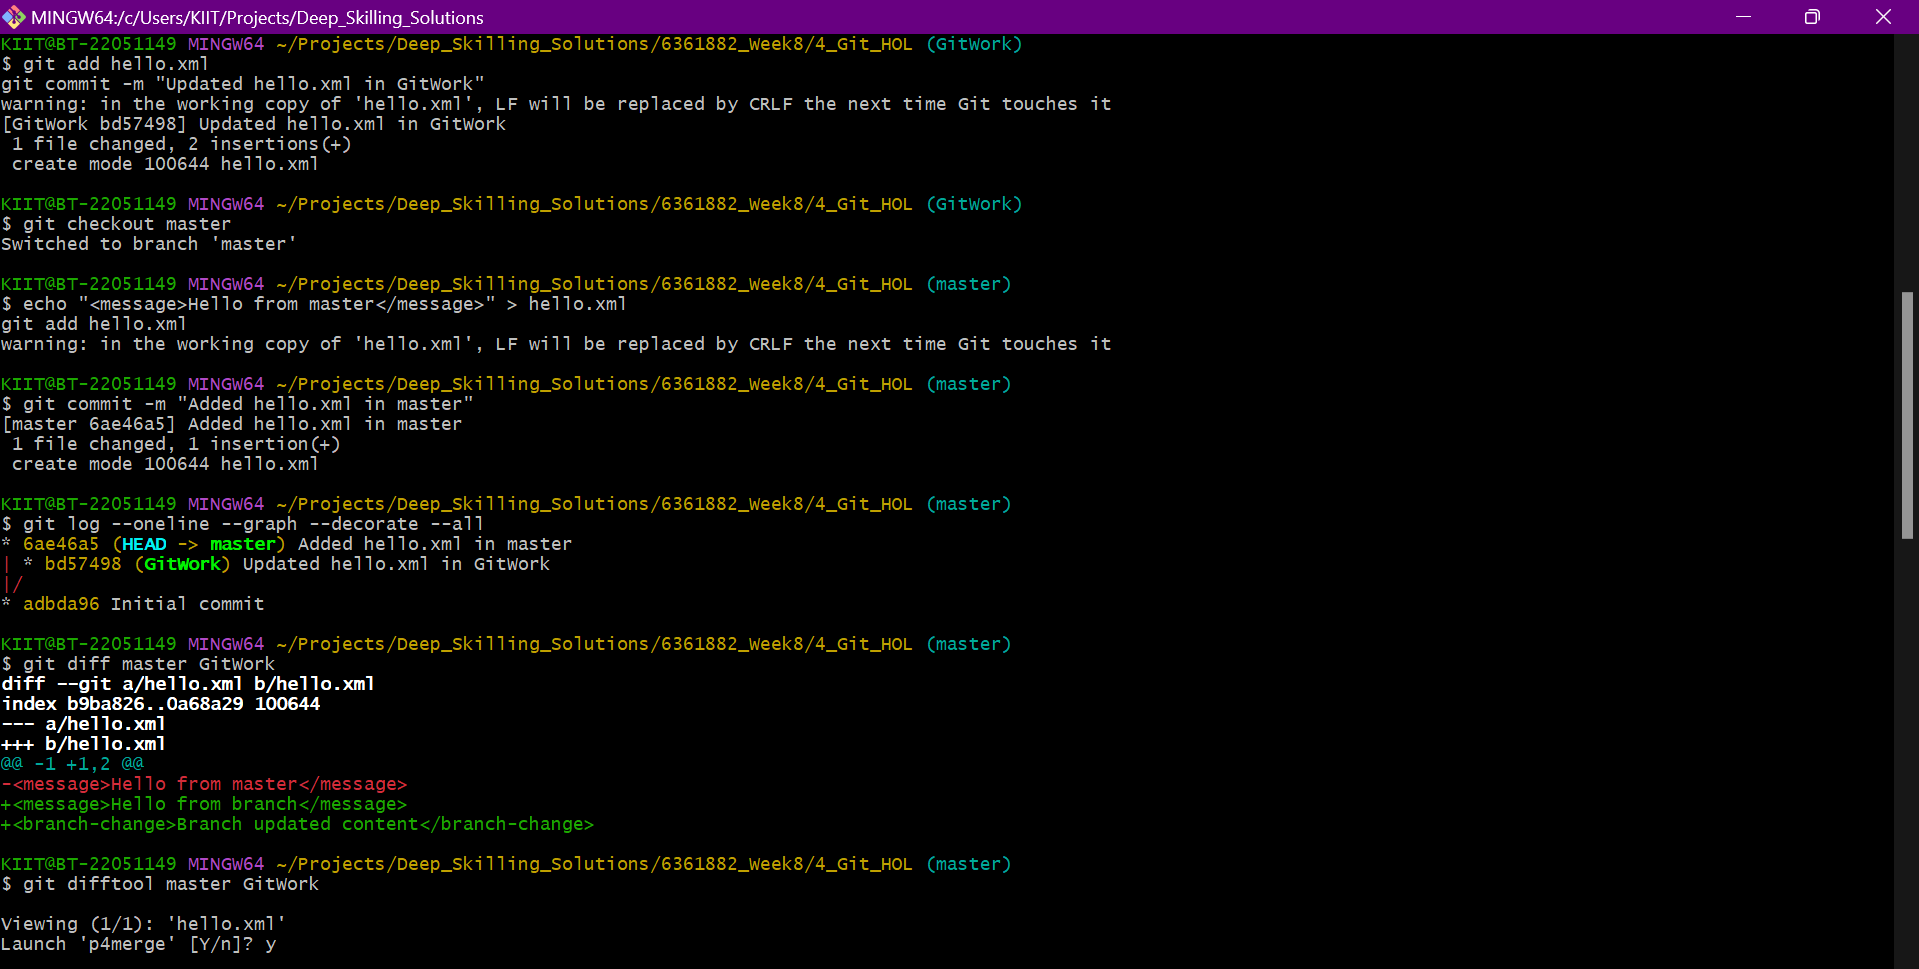 MINGW64:/c/Users/KIIT/Projects/Deep_Skilling_Solutions
KIIT@BT-22051149 MINGW64 ~/Projects/Deep_Skilling_Solutions/6361882_Week8/4_Git_HOL (GitWork)
$ git add hello.xml
git commit -m "Updated hello.xml in GitWork"
warning: in the working copy of 'hello.xml', LF will be replaced by CRLF the next time Git touches it
[GitWork bd57498] Updated hello.xml in GitWork
 1 file changed, 2 insertions(+)
 create mode 100644 hello.xml
KIIT@BT-22051149 MINGW64 ~/Projects/Deep_Skilling_Solutions/6361882_Week8/4_Git_HOL (GitWork)
$ git checkout master
Switched to branch 'master'
KIIT@BT-22051149 MINGW64 ~/Projects/Deep_Skilling_Solutions/6361882_Week8/4_Git_HOL (master)
$ echo "<message>Hello from master</message>" > hello.xml
git add hello.xml
warning: in the working copy of 'hello.xml', LF will be replaced by CRLF the next time Git touches it
KIIT@BT-22051149 MINGW64 ~/Projects/Deep_Skilling_Solutions/6361882_Week8/4_Git_HOL (master)
$ git commit -m "Added hello.xml in master"
[master 6ae46a5] Added hello.xml in master
 1 file changed, 1 insertion(+)
 create mode 100644 hello.xml
KIIT@BT-22051149 MINGW64 ~/Projects/Deep_Skilling_Solutions/6361882_Week8/4_Git_HOL (master)
$ git log --oneline --graph --decorate --all
* 6ae46a5 (HEAD -> master) Added hello.xml in master
| * bd57498 (GitWork) Updated hello.xml in GitWork
|/
* adbda96 Initial commit
KIIT@BT-22051149 MINGW64 ~/Projects/Deep_Skilling_Solutions/6361882_Week8/4_Git_HOL (master)
$ git diff master GitWork
diff --git a/hello.xml b/hello.xml
index b9ba826..0a68a29 100644
--- a/hello.xml
+++ b/hello.xml
@@ -1 +1,2 @@
-<message>Hello from master</message>
+<message>Hello from branch</message>
+<branch-change>Branch updated content</branch-change>
KIIT@BT-22051149 MINGW64 ~/Projects/Deep_Skilling_Solutions/6361882_Week8/4_Git_HOL (master)
$ git difftool master GitWork
Viewing (1/1): 'hello.xml'
Launch 'p4merge' [Y/n]? y